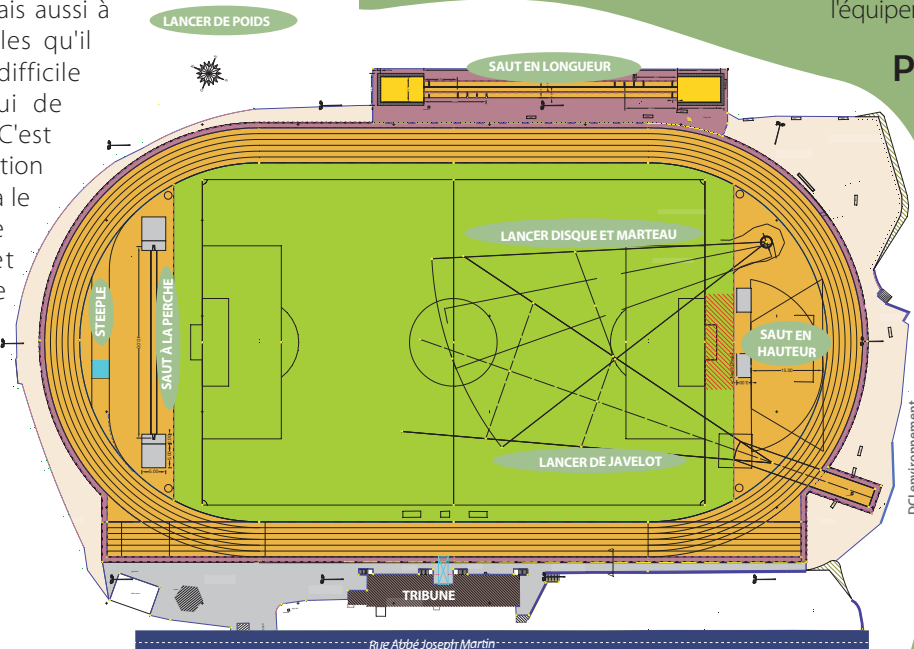 ais aussi à
les qu'il
difficile
ui de
C'est
tion
a le
e
et
e
l'équipe
P
LANCER DE POIDS
SAUT EN LONGUEUR
LANCER DISQUE ET MARTEAU
STEEPLE
SAUT À LA PERCHE
SAUT EN
HAUTEUR
LANCER DE JAVELOT
TRIBUNE
Rue Abbé Joseph Martin
PCI environnement